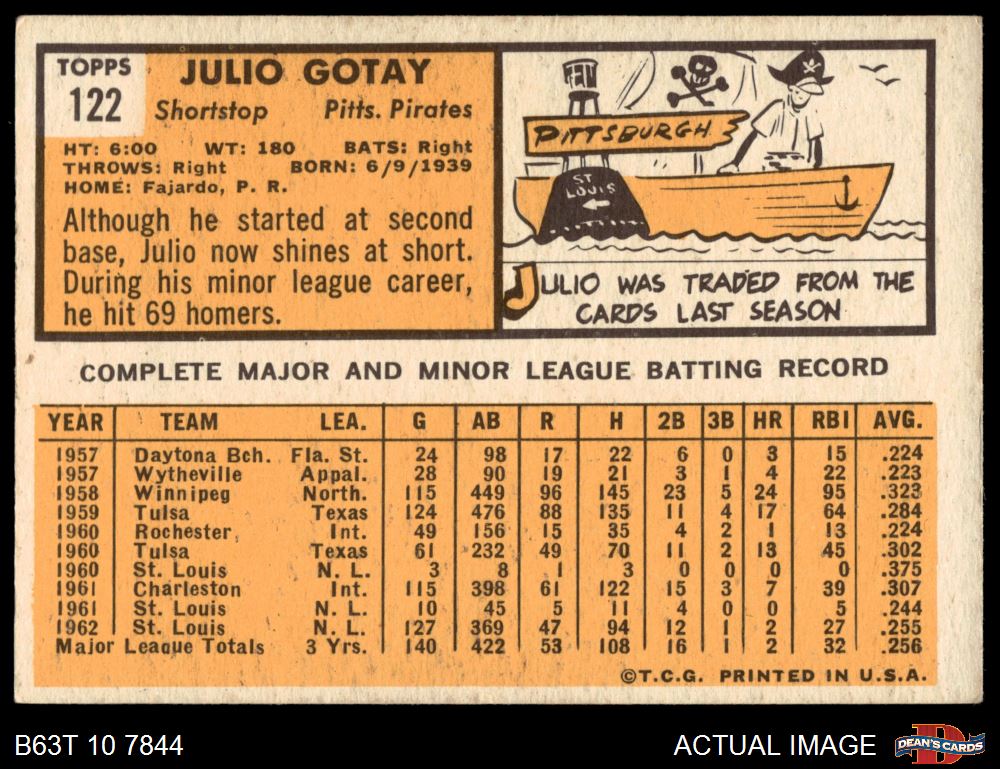 TOPPS
122
JULIO GOTAY
Shortstop Pitts. Pirates
HT: 6:00 WT: 180 BATS: Right
THROWS: Right BORN: 6/9/1939
HOME: Fajardo, P. R.
Although he started at second
base, Julio now shines at short.
During his minor league career,
he hit 69 homers.
PITTSBURGH
ST
LOUIS
JULIO WAS TRADED FROM THE
CARDS LAST SEASON
COMPLETE MAJOR AND MINOR LEAGUE BATTING RECORD
YEAR TEAM LEA. G AB R H 2B 3B HR RBI AVG.
1957 Daytona Bch. Fla. St. 24 98 17 22 6 0 3 15 .224
1957 Wytheville Appal. 28 90 19 21 3 1 4 22 .223
1958 Winnipeg North. 115 449 96 145 23 5 24 95 .323
1959 Tulsa Texas 124 476 88 135 11 4 17 64 .284
1960 Rochester Int. 49 156 15 35 4 2 1 13 .224
1960 Tulsa Texas 61 232 49 70 11 2 13 45 .302
1960 St. Louis N. L. 3 8 1 3 0 0 0 0 .375
1961 Charleston Int. 115 398 61 122 15 3 7 39 .307
1961 St. Louis N. L. 10 45 5 11 4 0 0 5 .244
1962 St. Louis N. L. 127 369 47 94 12 1 2 27 .255
Major League Totals 3 Yrs. 140 422 53 108 16 1 2 32 .256
©T.C.G. PRINTED IN U.S.A.
B63T 10 7844
ACTUAL IMAGE
D
DEAN'S CARDS